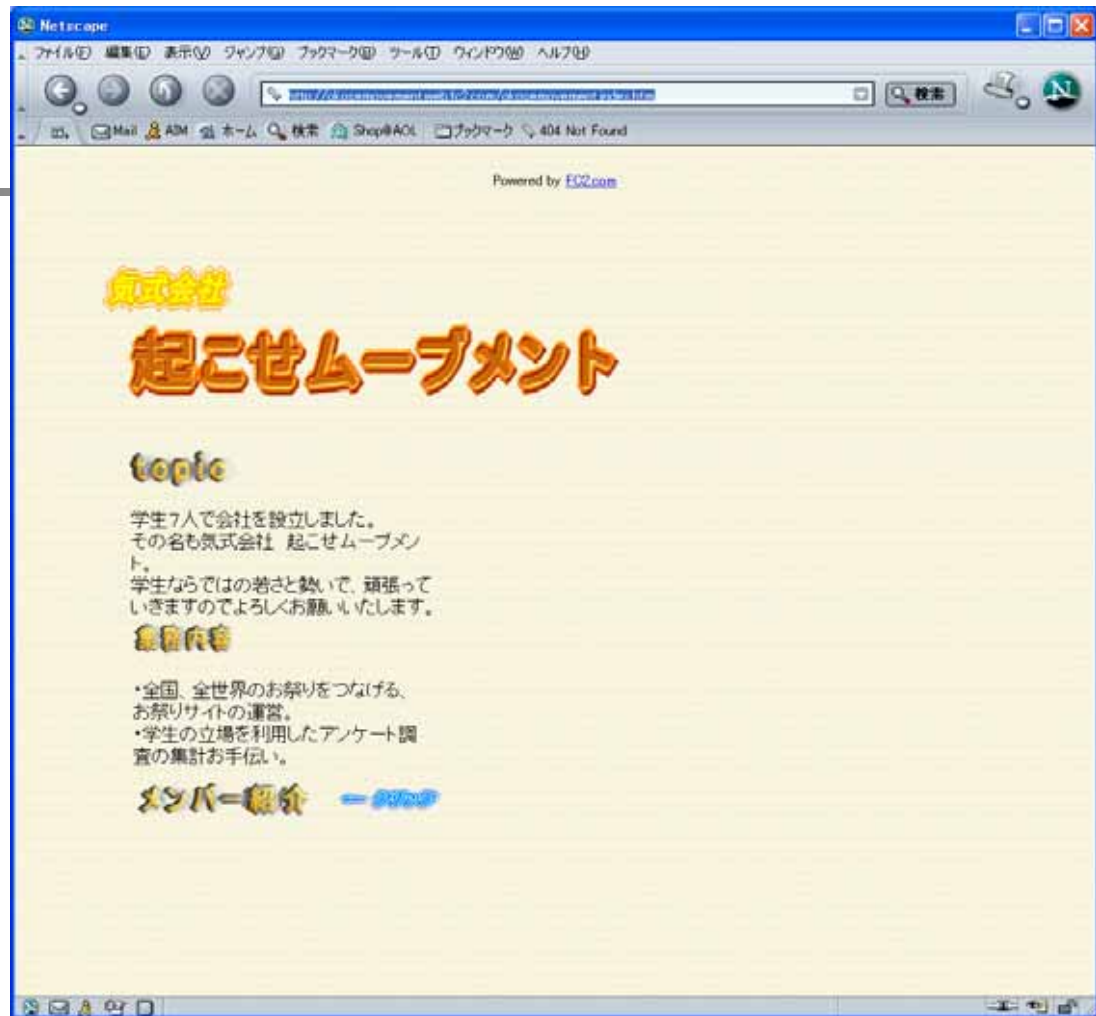 Netscape
ファイル(F) 編集(E) 表示(V) ジャンプ(G) ブックマーク(B) ツール(T) ウィンドウ(W) ヘルプ(H)
検索
Mail AIM ホーム 検索 Shop@AOL ブックマーク 404 Not Found
Powered by FC2.com
気式会社
起こせムーブメント
topic
学生7人で会社を設立しました。
その名も気式会社 起こせムーブメン
ト。
学生ならではの若さと勢いで、頑張って
いきますのでよろしくお願いいたします。
業務内容
・全国、全世界のお祭りをつなげる、
お祭りサイトの運営。
・学生の立場を利用したアンケート調
査の集計お手伝い。
メンバー紹介 ← クリック